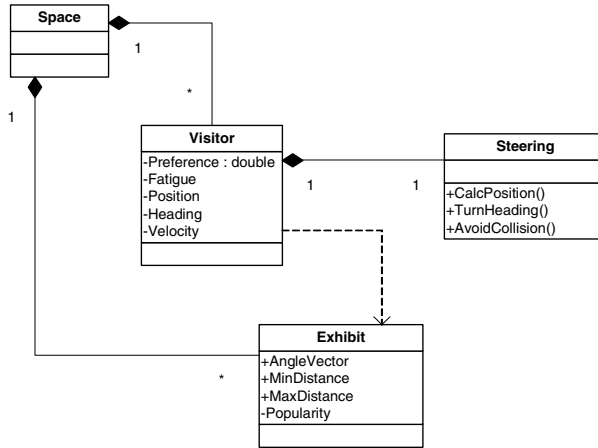 Space
1
*
1
Visitor
-Preference : double
-Fatigue
-Position
-Heading
-Velocity
1
1
Steering
+CalcPosition()
+TurnHeading()
+AvoidCollision()
Exhibit
+AngleVector
+MinDistance
+MaxDistance
-Popularity
*